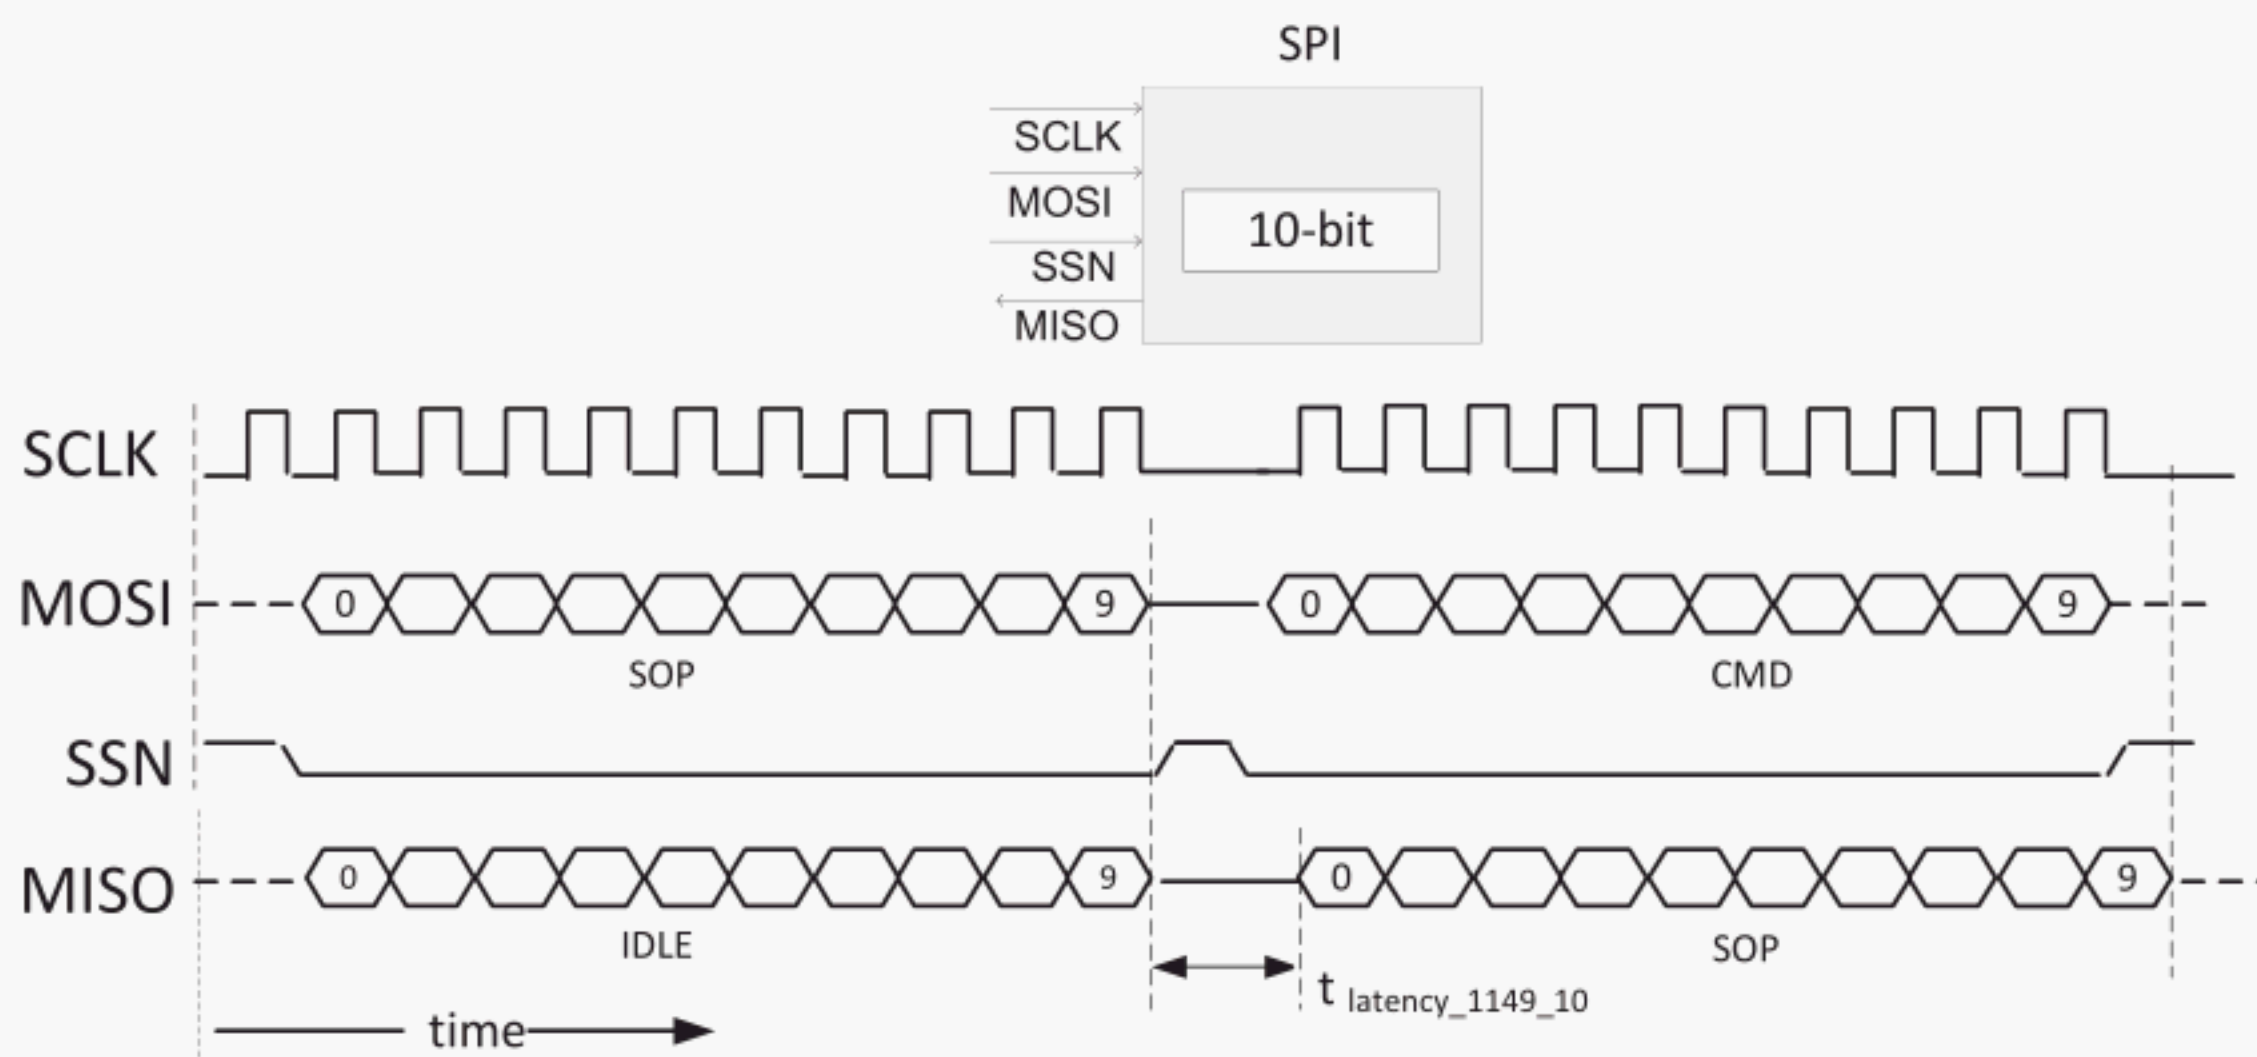 SPI
SCLK
MOSI
10-bit
SSN
MISO
SCLK
MOSI
0 9 0 9
SOP CMD
SSN
MISO
0 9 0 9
IDLE SOP
t latency_1149_10
time